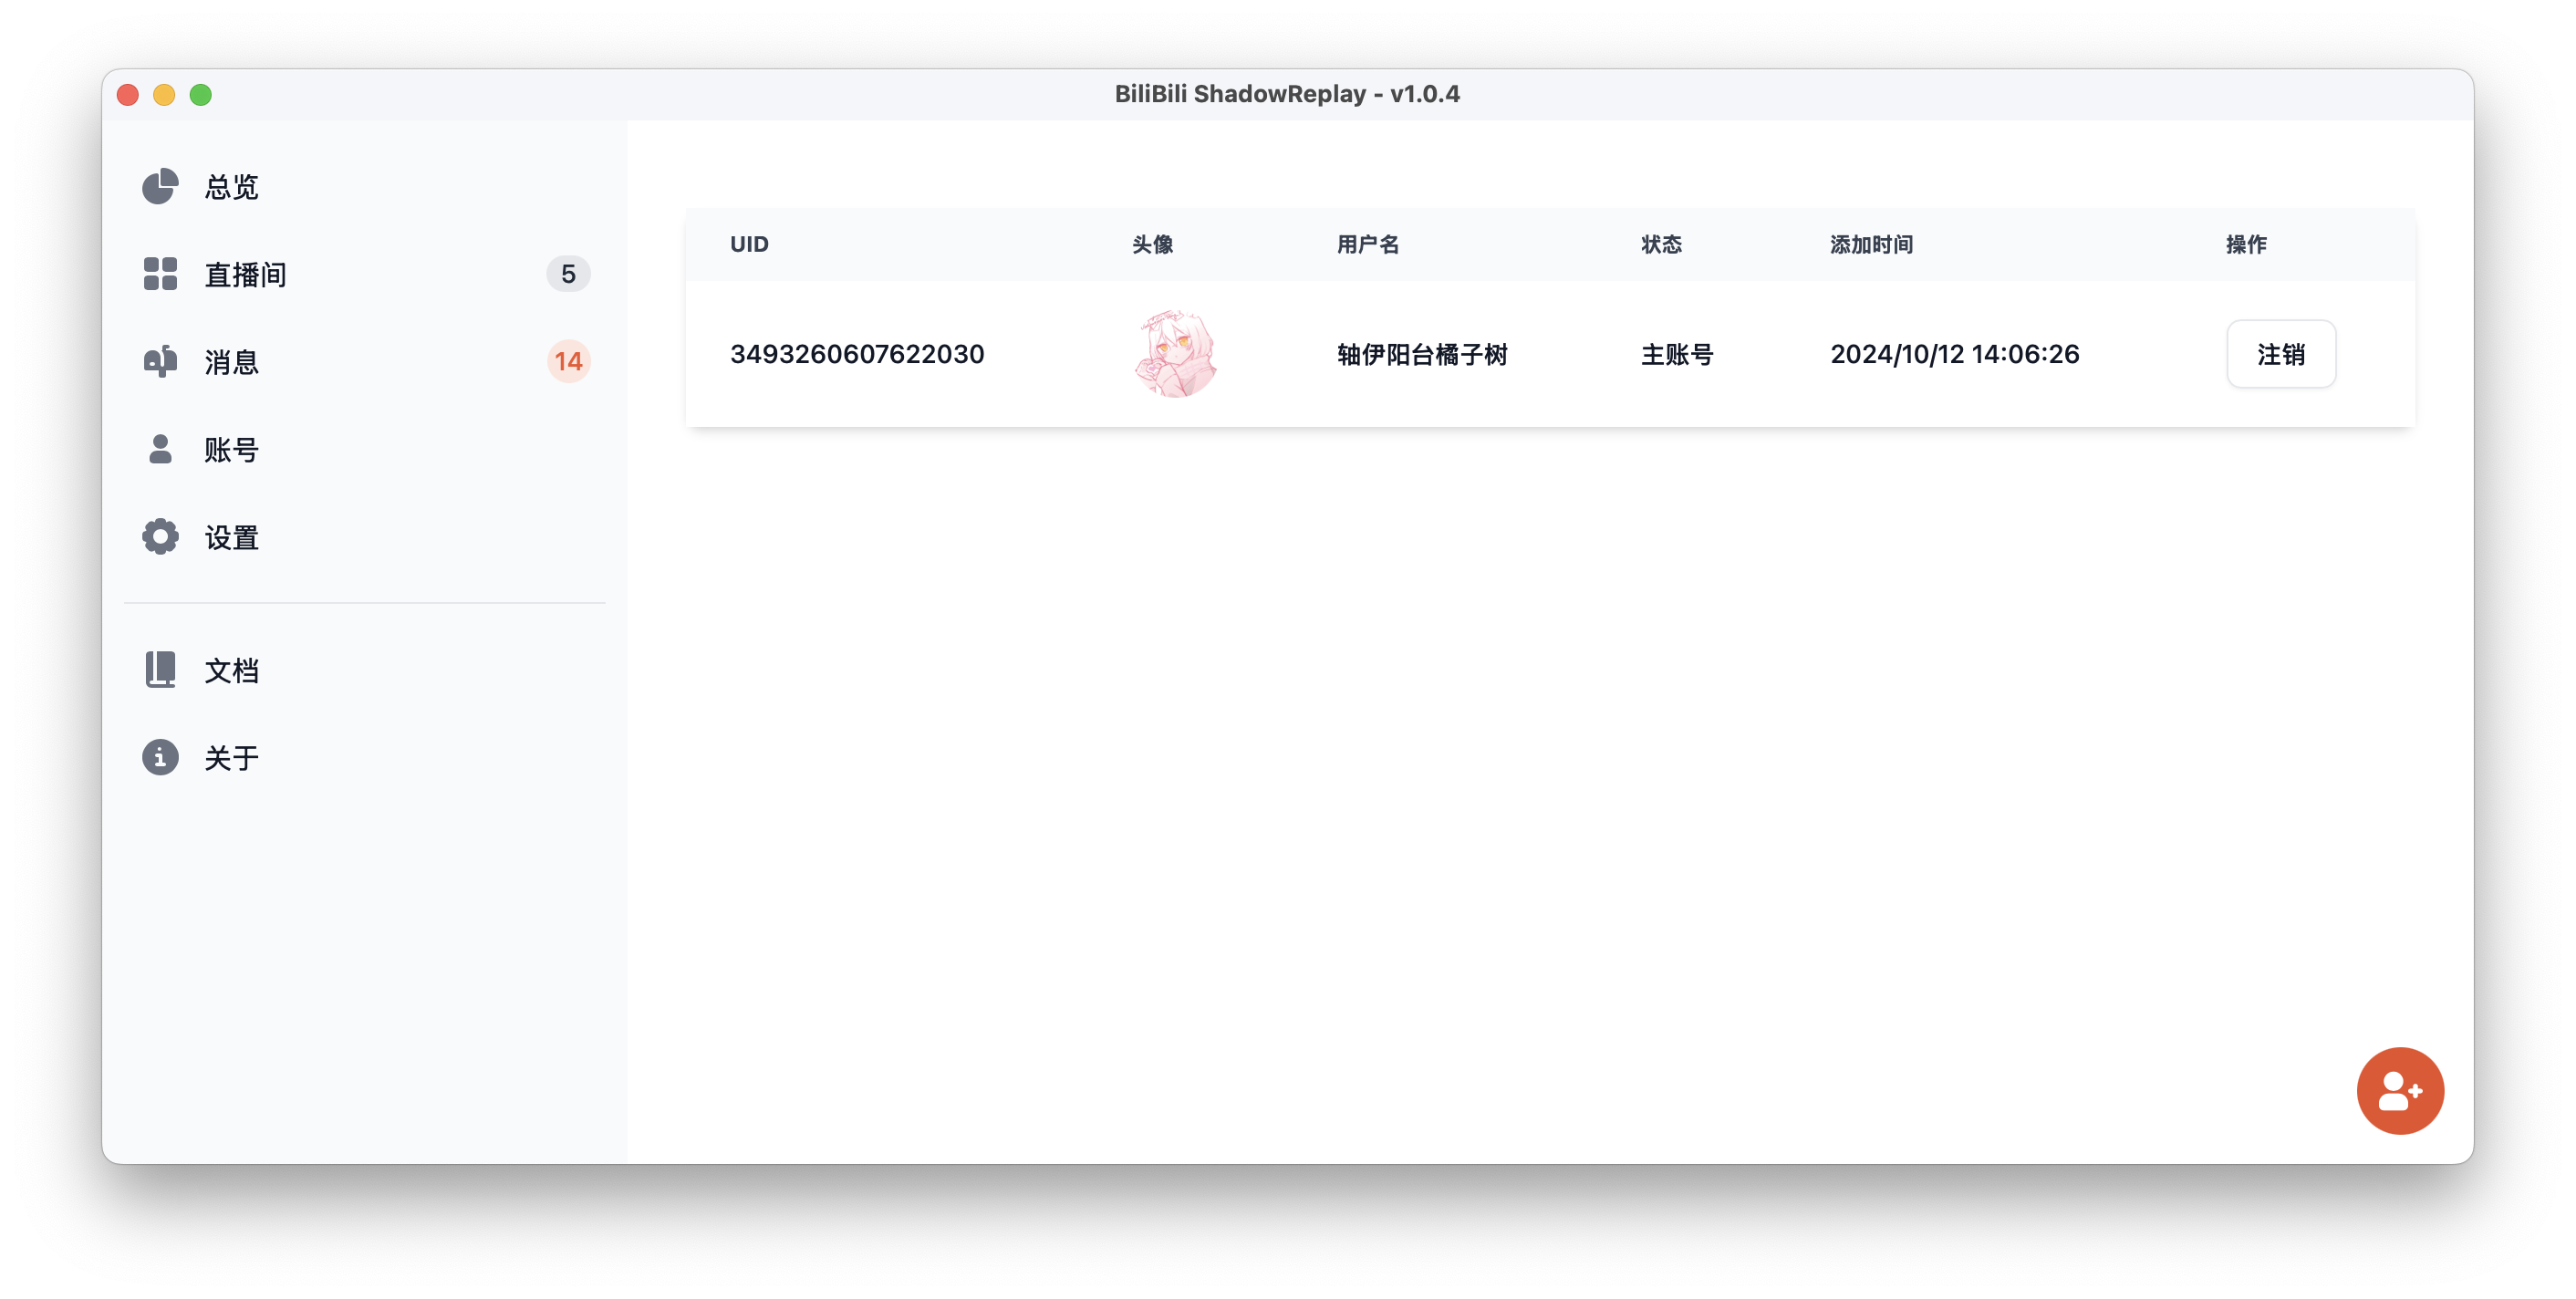 BiliBili ShadowReplay - v1.0.4
总览
直播间 5
消息 14
账号
设置
文档
关于
UID 头像 用户名 状态 添加时间 操作
3493260607622030 轴伊阳台橘子树 主账号 2024/10/12 14:06:26 注销